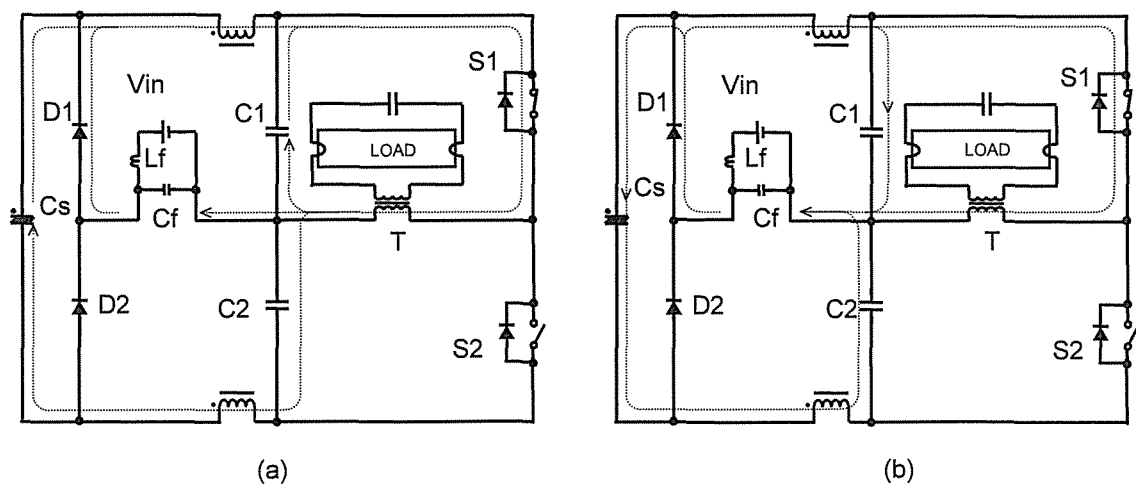 Vin
S1
D1
C1
Lf
LOAD
Cs
Cf
T
D2
C2
S2
(a)
Vin
S1
D1
C1
Lf
LOAD
Cs
Cf
T
D2
C2
S2
(b)